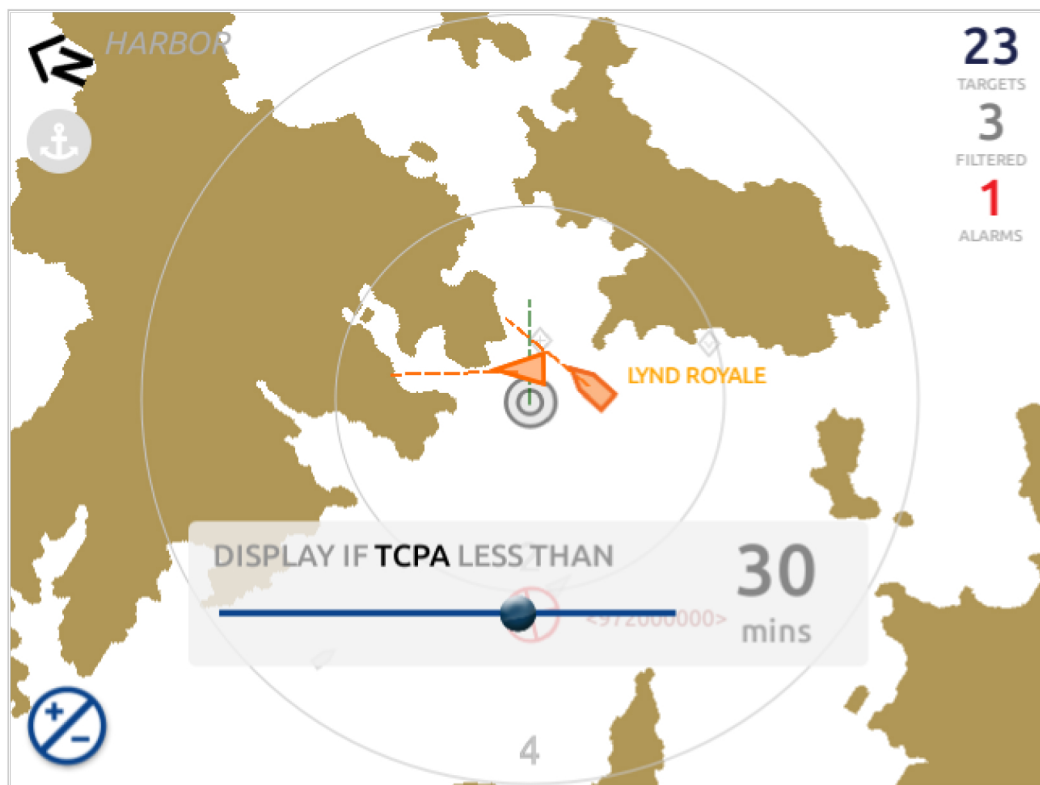 N
HARBOR
23
TARGETS
3
FILTERED
1
ALARMS
LYND ROYALE
DISPLAY IF TCPA LESS THAN
30
mins
<972000000>
4